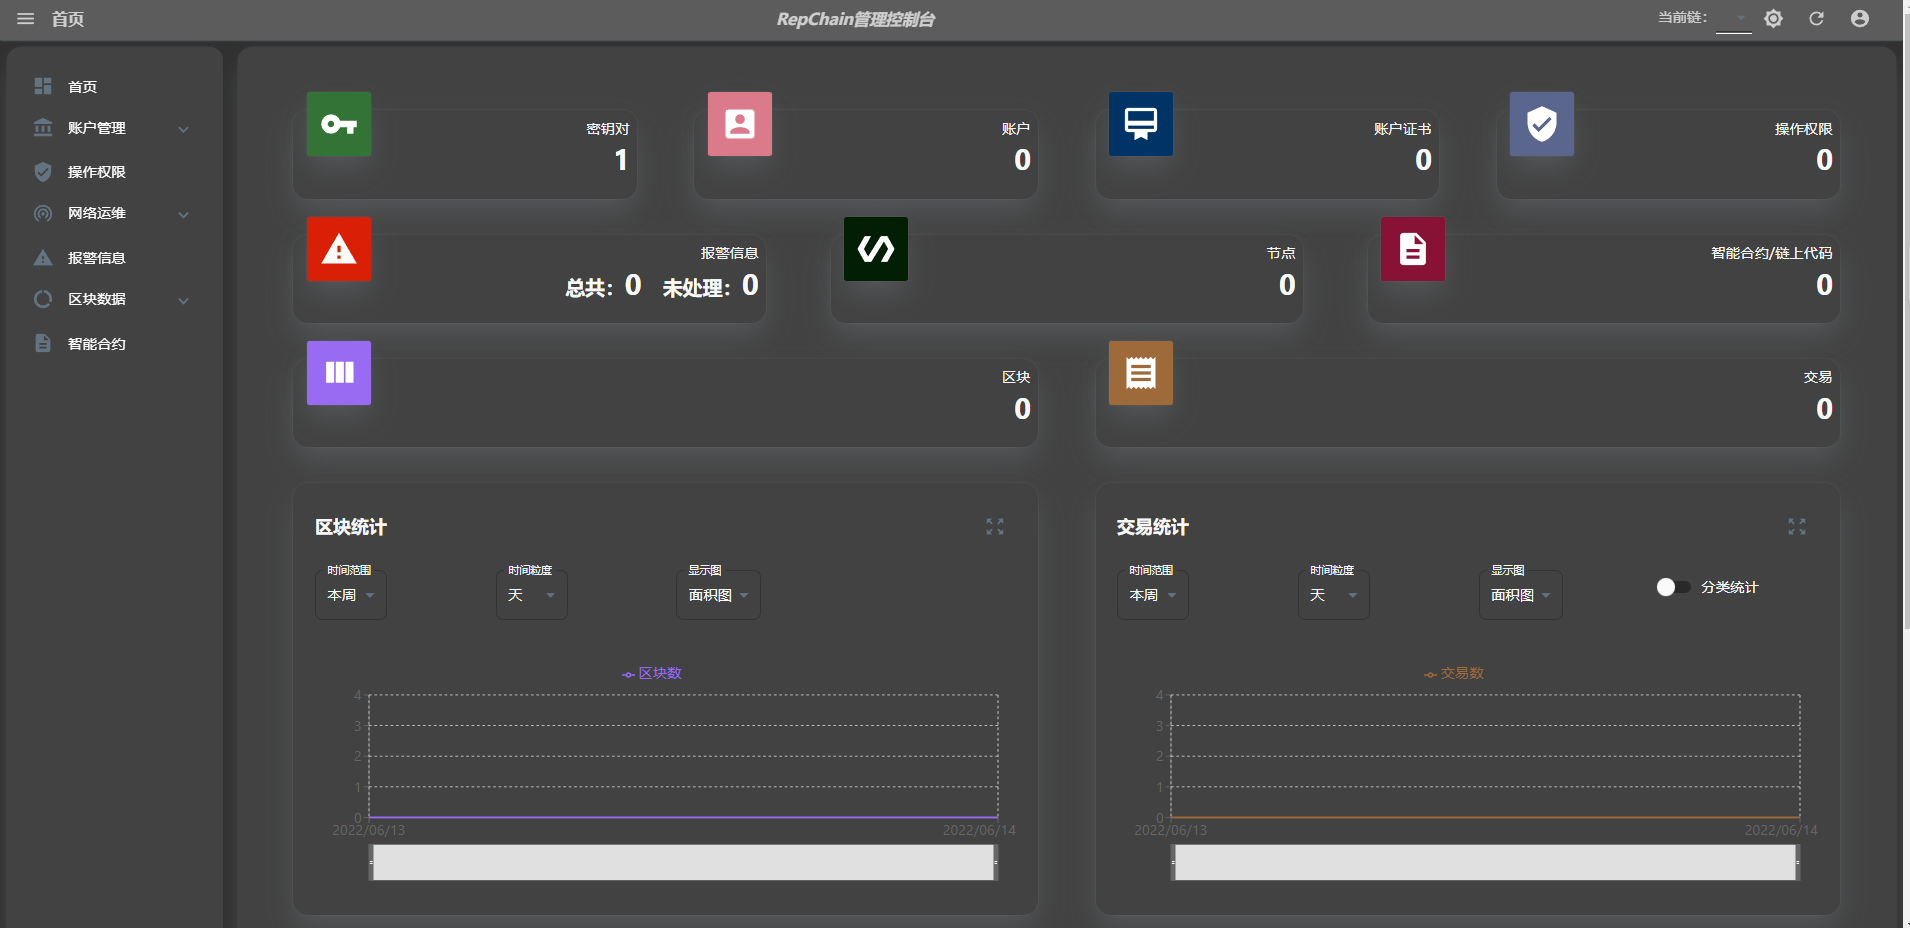 首页
RepChain管理控制台
当前链:
首页
账户管理
操作权限
网络运维
报警信息
区块数据
智能合约
密钥对
1
账户
0
账户证书
0
操作权限
0
报警信息
总共: 0 未处理: 0
节点
0
智能合约/链上代码
0
区块
0
交易
0
区块统计
时间范围
本周
时间粒度
天
显示图
面积图
区块数
4
3
2
1
0
2022/06/13
2022/06/14
交易统计
时间范围
本周
时间粒度
天
显示图
面积图
分类统计
交易数
4
3
2
1
0
2022/06/13
2022/06/14